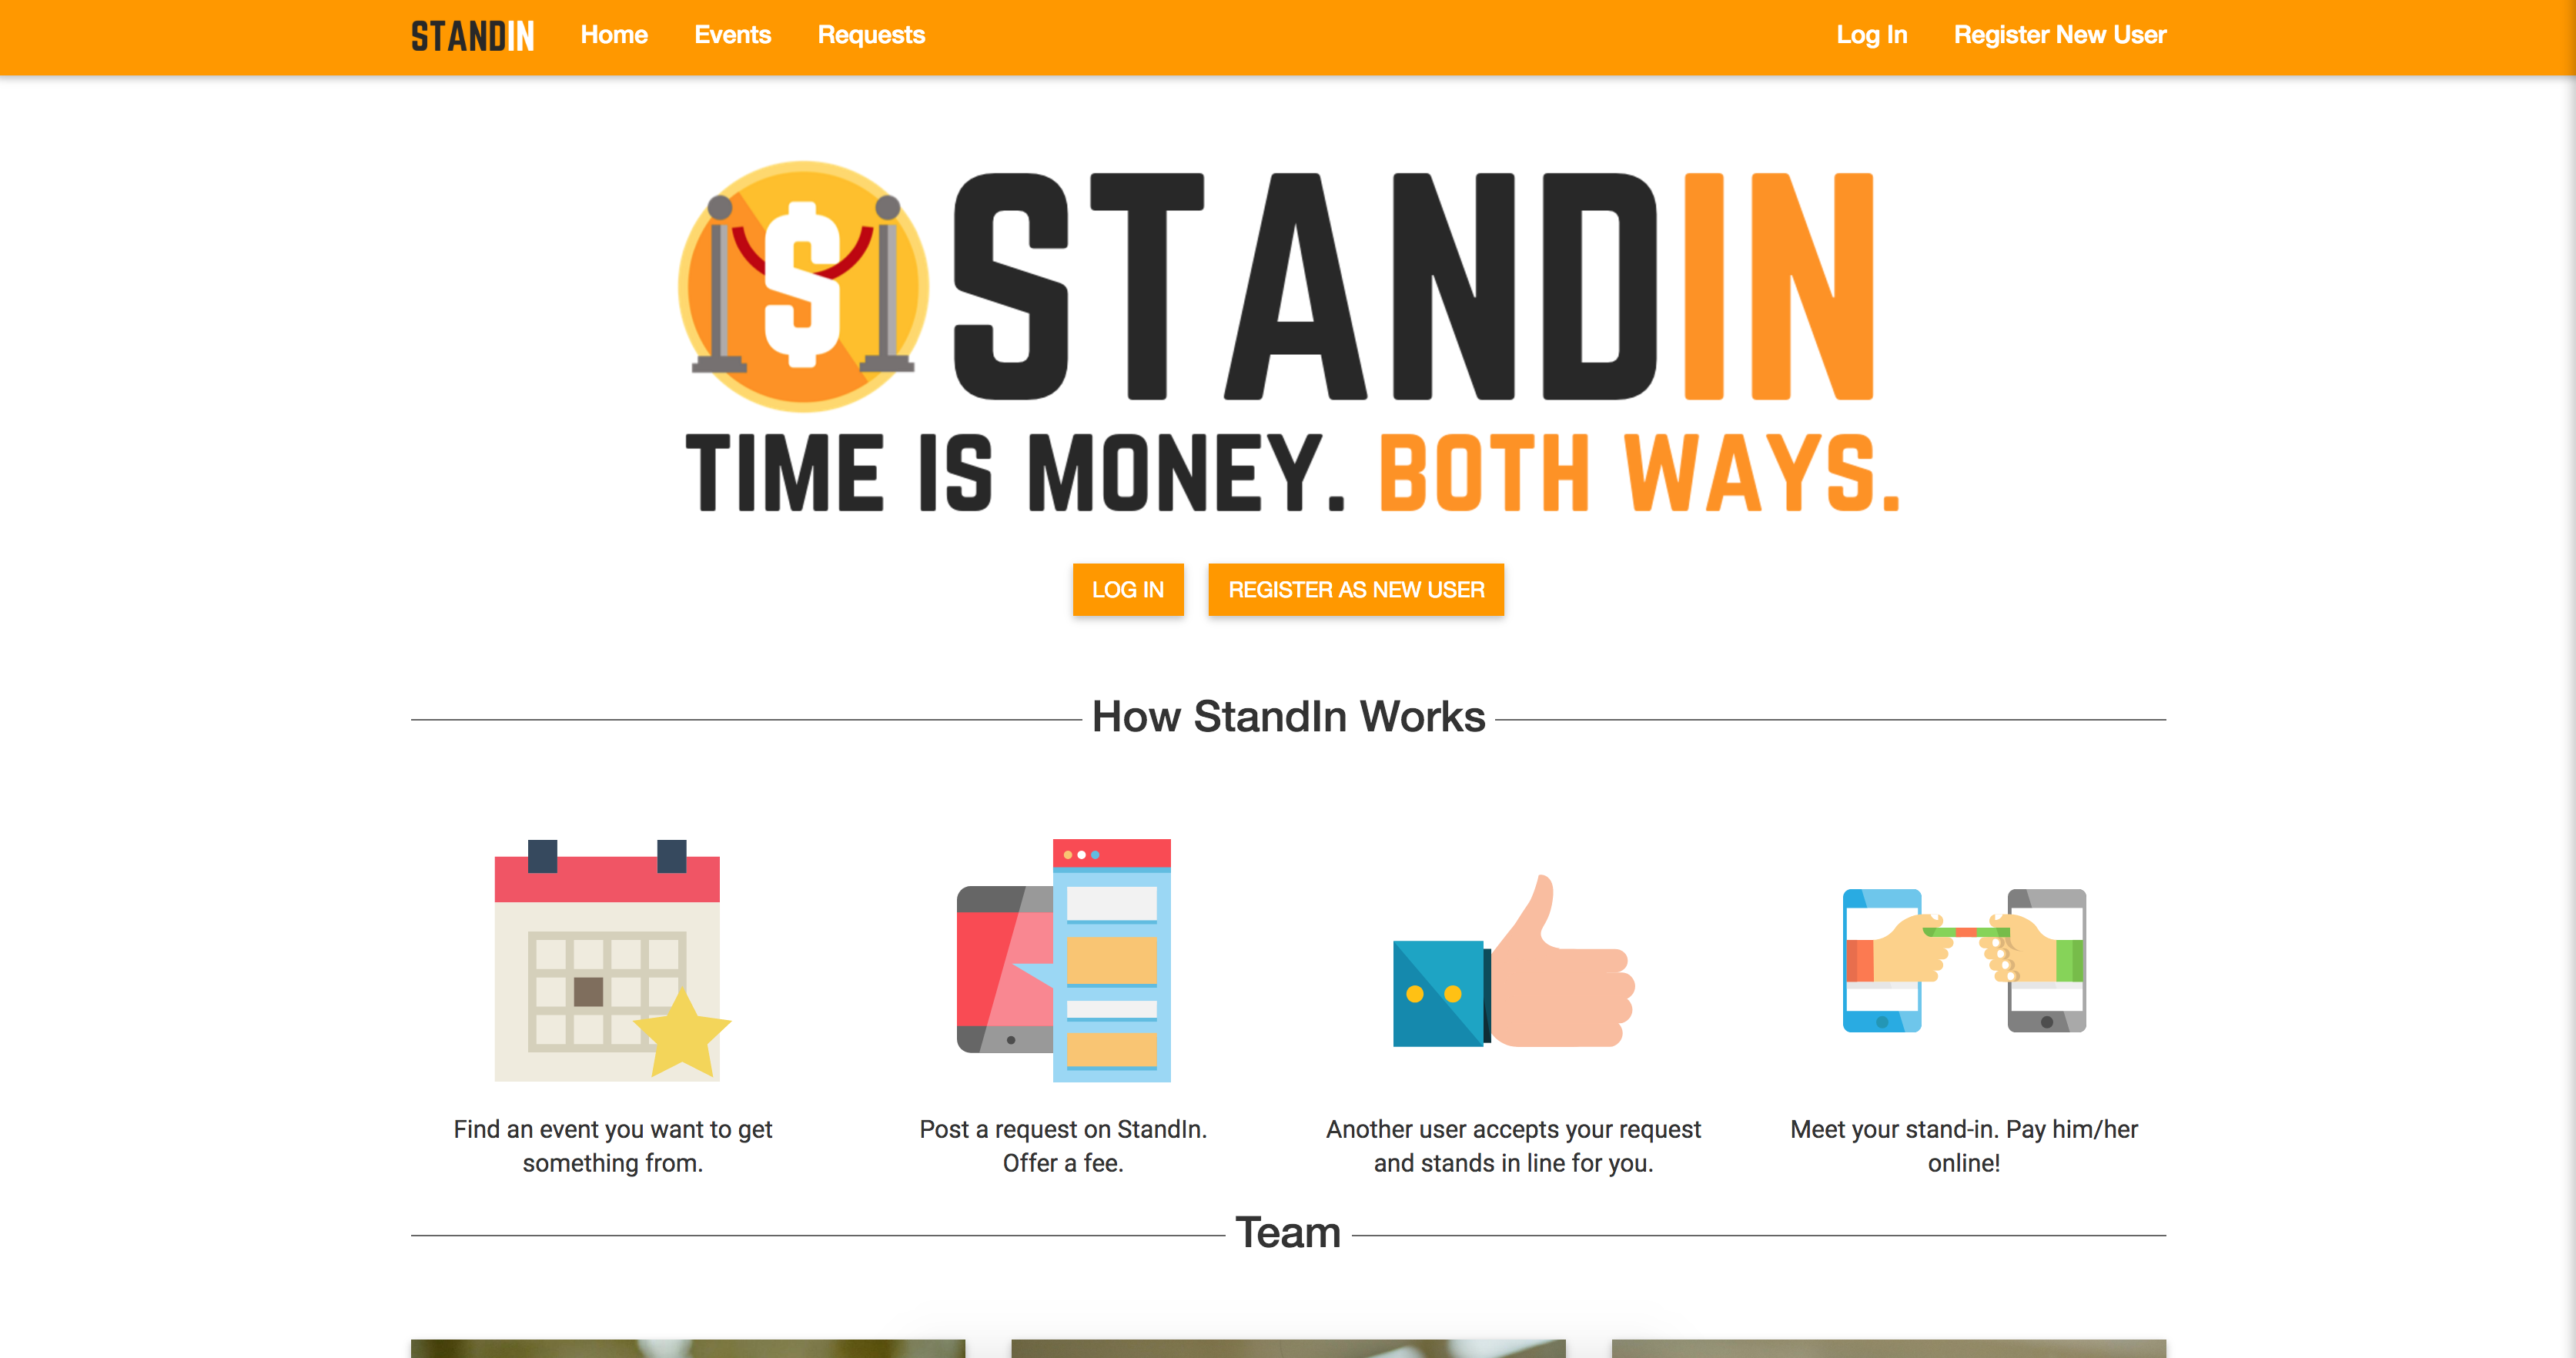 STANDIN Home Events Requests Log In Register New User
$ STANDIN
TIME IS MONEY. BOTH WAYS.
LOG IN REGISTER AS NEW USER
How StandIn Works
Find an event you want to get
something from.
Post a request on StandIn.
Offer a fee.
Another user accepts your request
and stands in line for you.
Meet your stand-in. Pay him/her
online!
Team